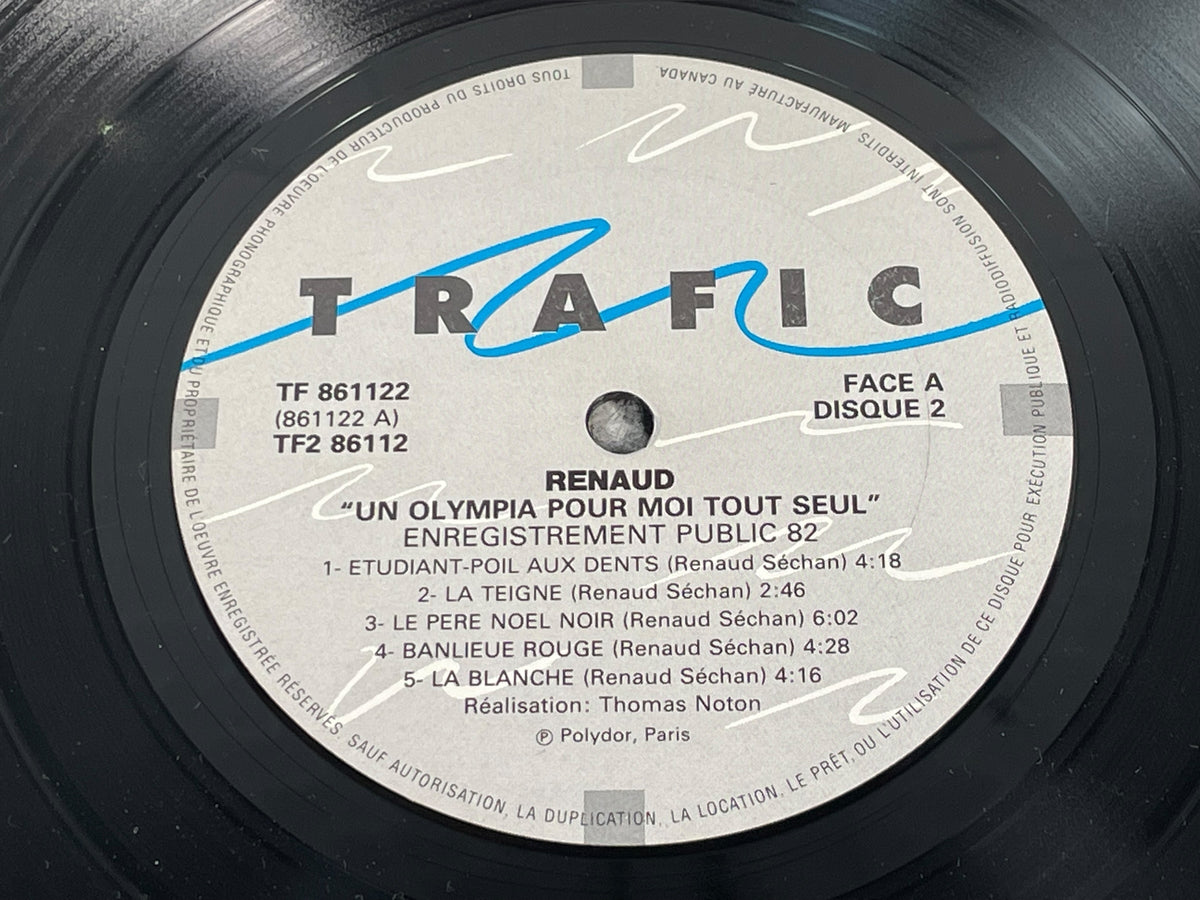 TRAFIC
TF 861122
(861122 A)
TF2 86112
FACE A
DISQUE 2
RENAUD
"UN OLYMPIA POUR MOI TOUT SEUL"
ENREGISTREMENT PUBLIC 82
1- ETUDIANT-POIL AUX DENTS (Renaud Séchan) 4:18
2- LA TEIGNE (Renaud Séchan) 2:46
3- LE PERE NOEL NOIR (Renaud Séchan) 6:02
4- BANLIEUE ROUGE (Renaud Séchan) 4:28
5- LA BLANCHE (Renaud Séchan) 4:16
Réalisation: Thomas Noton
℗ Polydor, Paris
TOUS DROITS DU PRODUCTEUR DE L'OEUVRE PHONOGRAPHIQUE ET DU PROPRIÉTAIRE DE L'OEUVRE ENREGISTRÉE RÉSERVÉS. SAUF AUTORISATION, LA DUPLICATION, LA LOCATION, LE PRÊT, OU L'UTILISATION DE CE DISQUE POUR EXÉCUTION PUBLIQUE ET RADIODIFFUSION SONT INTERDITS MANUFACTURÉ AU CANADA